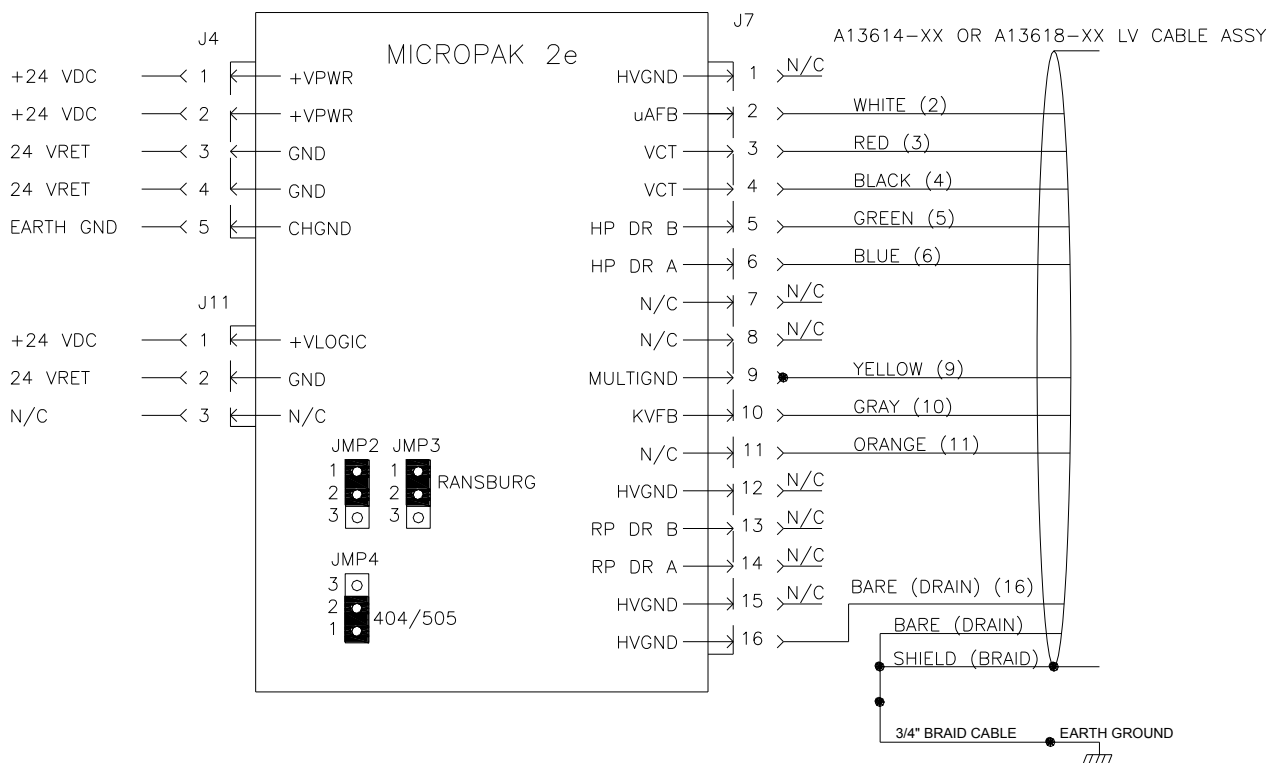 J7
A13614-XX OR A13618-XX LV CABLE ASSY
J4
MICROPAK 2e
+24 VDC 1 +VPWR
HVGND 1 N/C
+24 VDC 2 +VPWR
uAFB 2 WHITE (2)
24 VRET 3 GND
VCT 3 RED (3)
24 VRET 4 GND
VCT 4 BLACK (4)
EARTH GND 5 CHGND
HP DR B 5 GREEN (5)
HP DR A 6 BLUE (6)
J11
N/C 7 N/C
+24 VDC 1 +VLOGIC
N/C 8 N/C
24 VRET 2 GND
MULTIGND 9 YELLOW (9)
N/C 3 N/C
KVFB 10 GRAY (10)
N/C 11 ORANGE (11)
JMP2 JMP3
1 1
2 2 RANSBURG
3 3
HVGND 12 N/C
RP DR B 13 N/C
JMP4
3
2
1 404/505
RP DR A 14 N/C
HVGND 15 N/C
BARE (DRAIN) (16)
HVGND 16
BARE (DRAIN)
SHIELD (BRAID)
3/4" BRAID CABLE EARTH GROUND